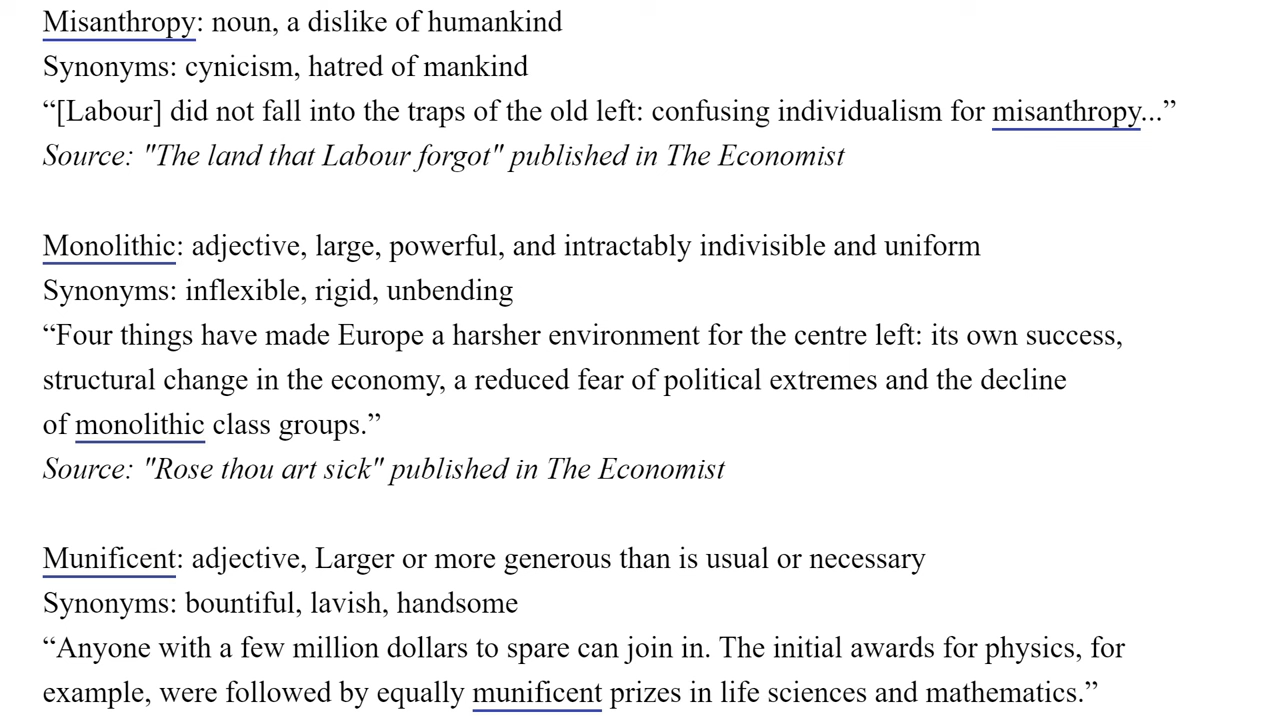 Misanthropy: noun, a dislike of humankind
Synonyms: cynicism, hatred of mankind
“[Labour] did not fall into the traps of the old left: confusing individualism for misanthropy...”
Source: "The land that Labour forgot" published in The Economist
Monolithic: adjective, large, powerful, and intractably indivisible and uniform
Synonyms: inflexible, rigid, unbending
“Four things have made Europe a harsher environment for the centre left: its own success,
structural change in the economy, a reduced fear of political extremes and the decline
of monolithic class groups.”
Source: "Rose thou art sick" published in The Economist
Munificent: adjective, Larger or more generous than is usual or necessary
Synonyms: bountiful, lavish, handsome
“Anyone with a few million dollars to spare can join in. The initial awards for physics, for
example, were followed by equally munificent prizes in life sciences and mathematics.”